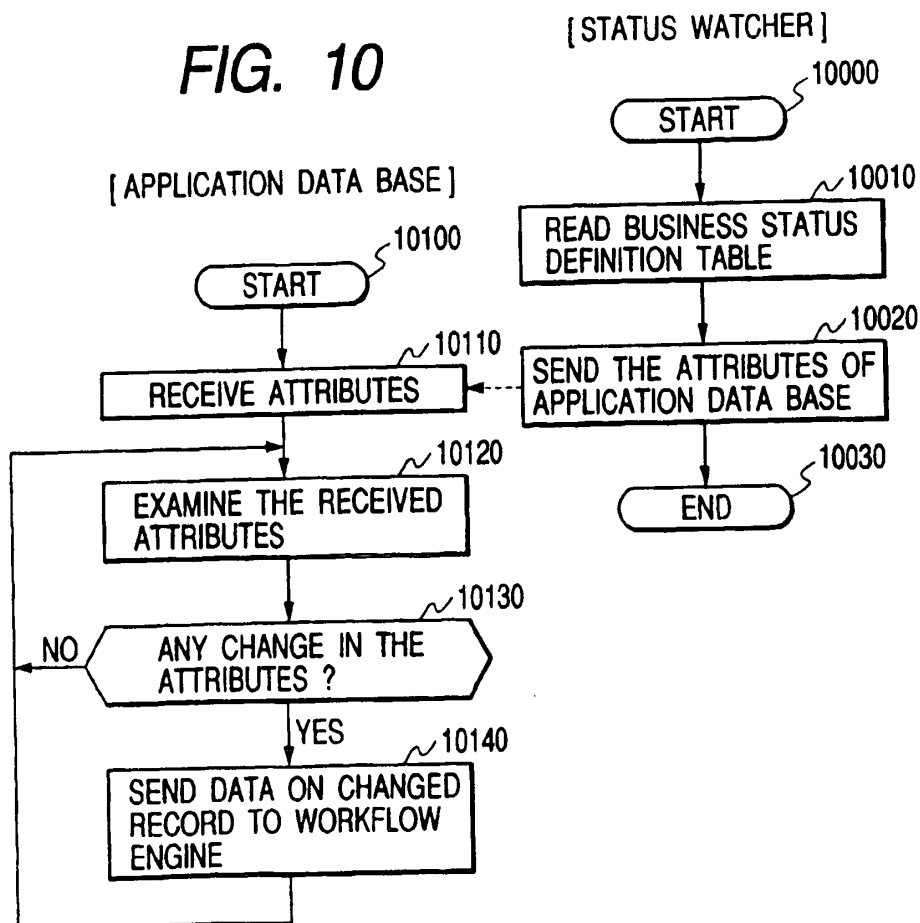 FIG. 10
[STATUS WATCHER]
10000
START
10010
READ BUSINESS STATUS
DEFINITION TABLE
10020
SEND THE ATTRIBUTES OF
APPLICATION DATA BASE
10030
END
[APPLICATION DATA BASE]
10100
START
10110
RECEIVE ATTRIBUTES
10120
EXAMINE THE RECEIVED
ATTRIBUTES
10130
ANY CHANGE IN THE
ATTRIBUTES ?
NO
YES
10140
SEND DATA ON CHANGED
RECORD TO WORKFLOW
ENGINE